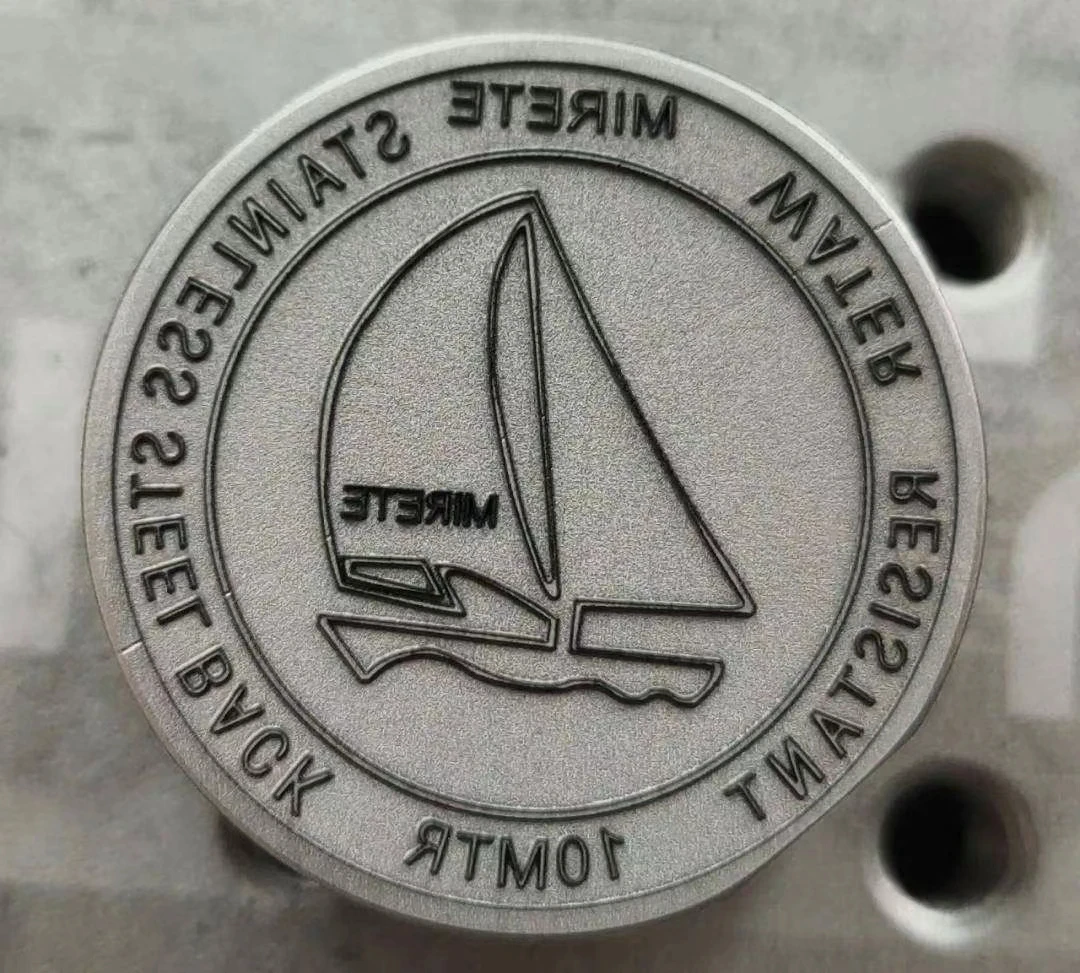 MIRETE
STAINLESS STEEL BACK
10MTR
RESISTANT
WATER
MIRETE